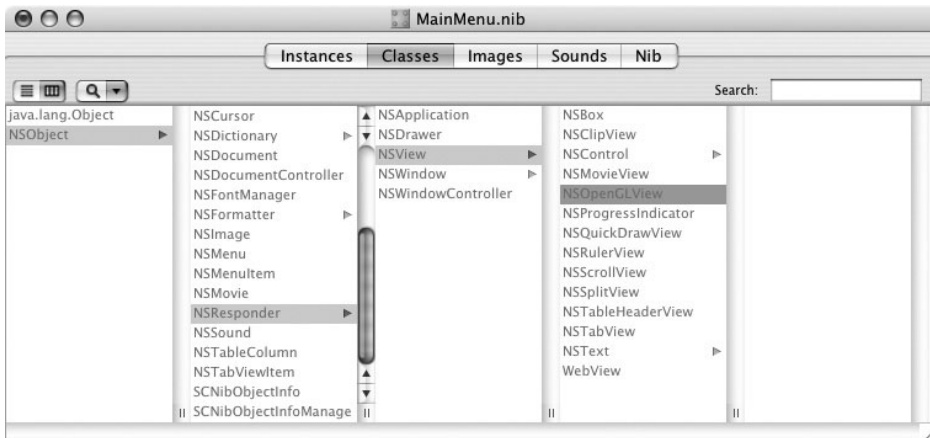 MainMenu.nib
Instances Classes Images Sounds Nib
Search:
java.lang.Object
NSObject
NSCursor
NSDictionary
NSDocument
NSDocumentController
NSFontManager
NSFormatter
NSImage
NSMenu
NSMenuItem
NSMovie
NSResponder
NSSound
NSTableColumn
NSTabViewItem
SCNibObjectInfo
SCNibObjectInfoManage
NSApplication
NSDrawer
NSView
NSWindow
NSWindowController
NSBox
NSClipView
NSControl
NSMovieView
NSOpenGLView
NSProgressIndicator
NSQuickDrawView
NSRulerView
NSScrollView
NSSplitView
NSTableHeaderView
NSTabView
NSText
WebView